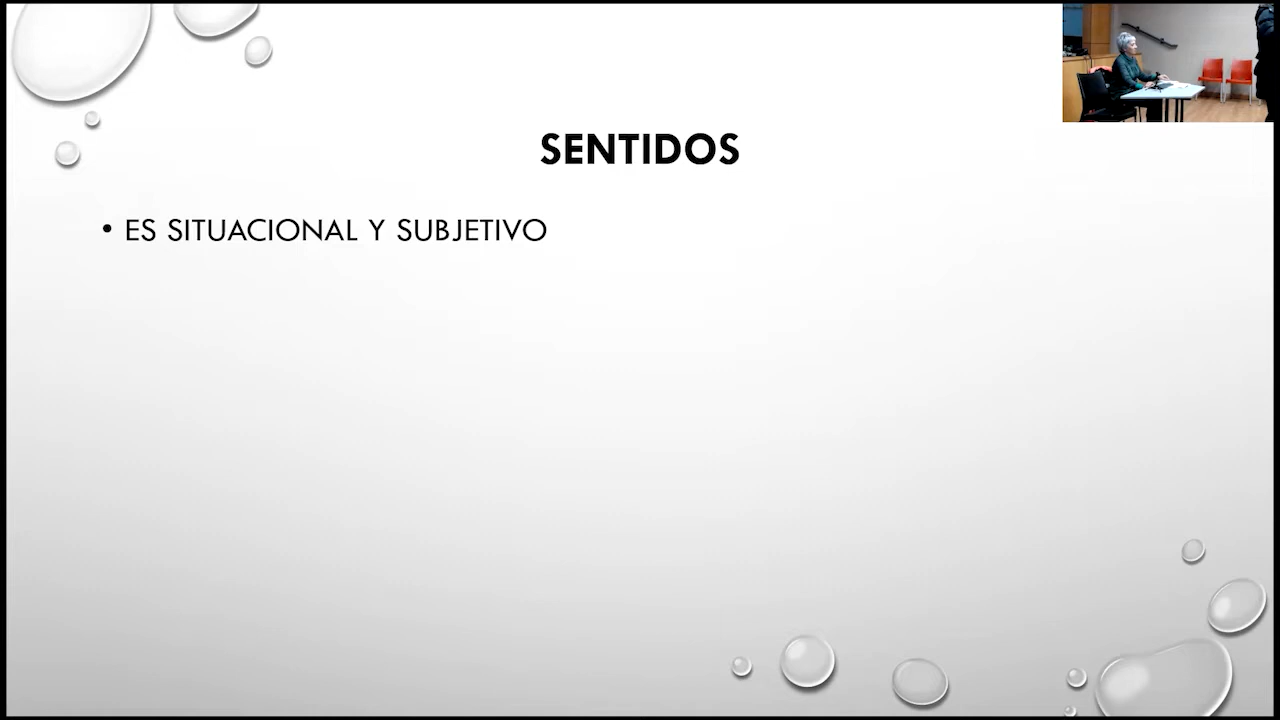 SENTIDOS
• ES SITUACIONAL Y SUBJETIVO